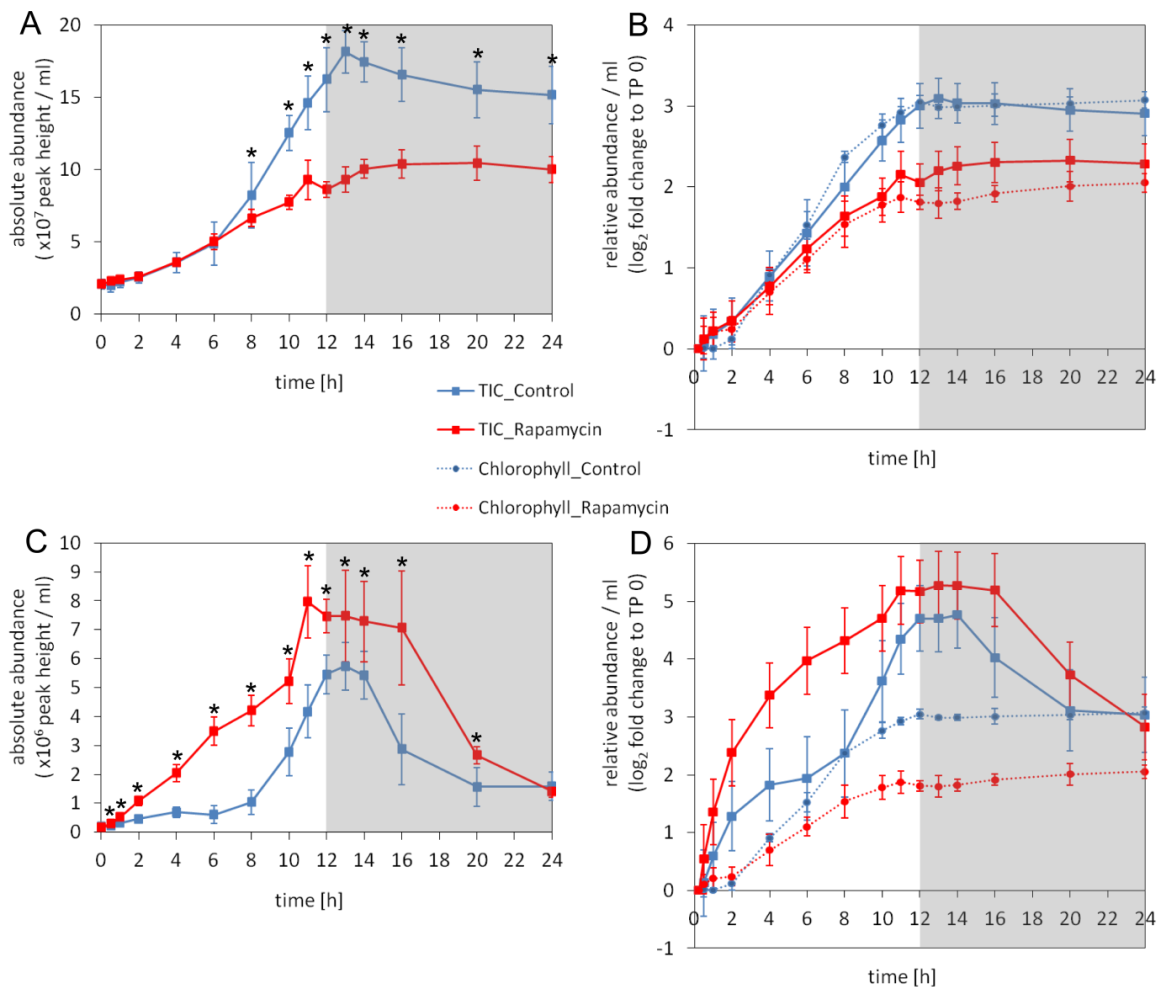 A
20
15
10
5
0
0 2 4 6 8 10 12 14 16 18 20 22 24
absolute abundance
( x10⁷ peak height / ml)
time [h]
* * * * * * * * * *
B
4
3
2
1
0
-1
0 2 4 6 8 10 12 14 16 18 20 22 24
relative abundance / ml
(log₂ fold change to TP 0)
time [h]
TIC_Control
TIC_Rapamycin
Chlorophyll_Control
Chlorophyll_Rapamycin
C
10
9
8
7
6
5
4
3
2
1
0
0 2 4 6 8 10 12 14 16 18 20 22 24
absolute abundance
( x10⁶ peak height / ml)
time [h]
* * * * * * * * * * * * *
D
6
5
4
3
2
1
0
-1
0 2 4 6 8 10 12 14 16 18 20 22 24
relative abundance / ml
(log₂ fold change to TP 0)
time [h]